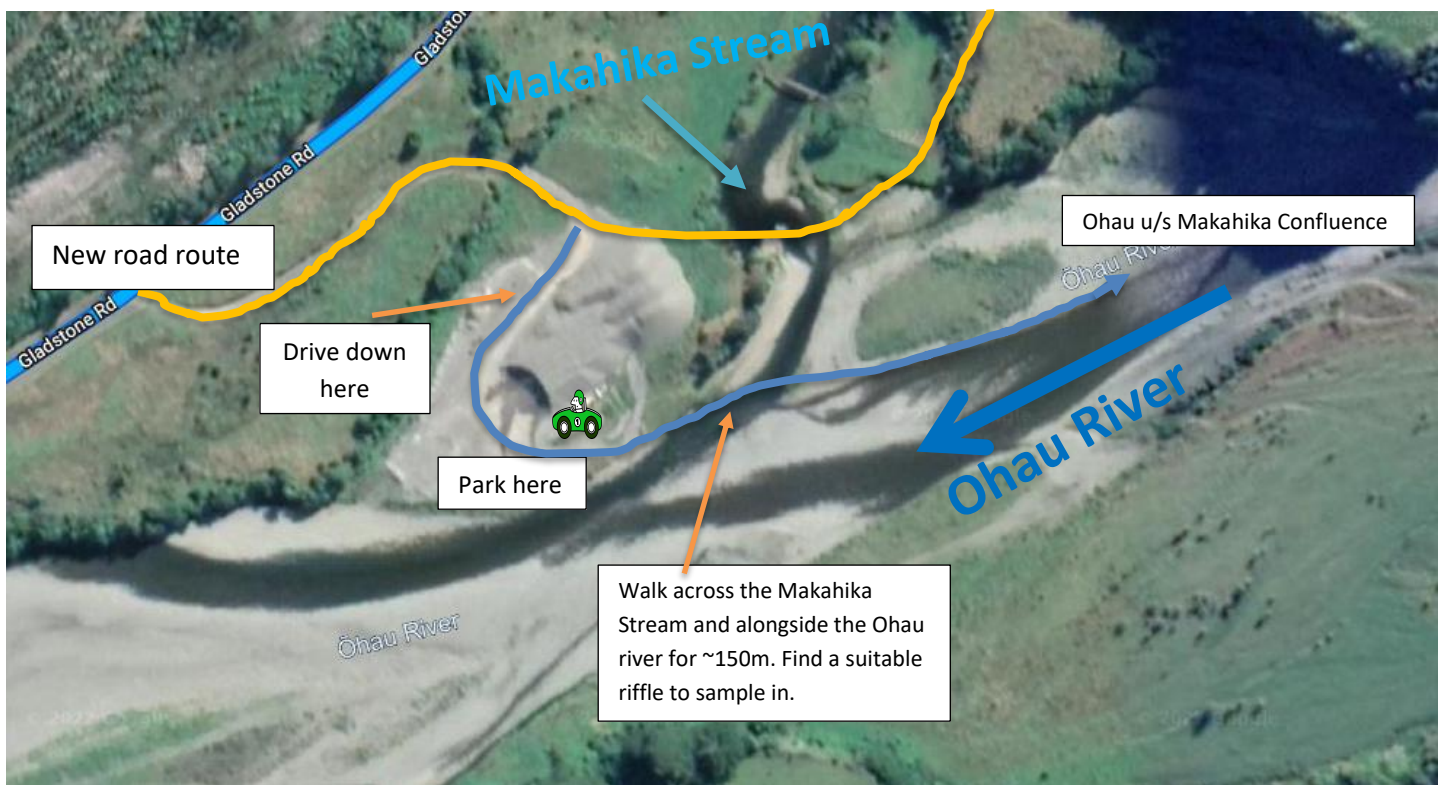 Gladstone
Makahika Stream
Gladstone Rd
New road route
Ohau u/s Makahika Confluence
Ōhau River
Gladstone Rd
Drive down
here
Ohau River
Park here
Walk across the Makahika
Stream and alongside the Ohau
river for ~150m. Find a suitable
riffle to sample in.
Ōhau River